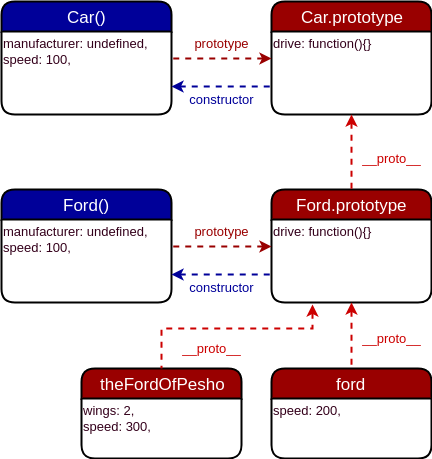 Car()
manufacturer: undefined,
speed: 100,
prototype
constructor
Car.prototype
drive: function(){}
__proto__
Ford()
manufacturer: undefined,
speed: 100,
prototype
constructor
Ford.prototype
drive: function(){}
__proto__
__proto__
theFordOfPesho
wings: 2,
speed: 300,
ford
speed: 200,